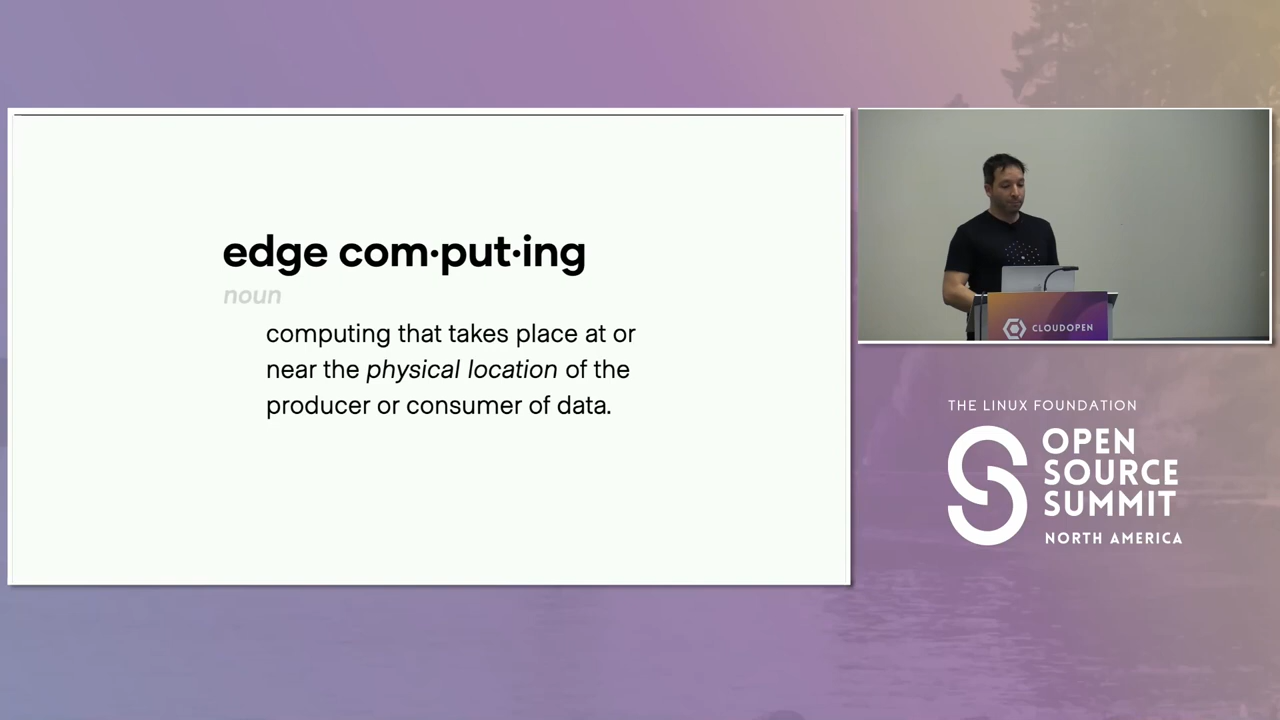 edge com·put·ing
noun
computing that takes place at or
near the physical location of the
producer or consumer of data.
CLOUDOPEN
THE LINUX FOUNDATION
OPEN
SOURCE
SUMMIT
NORTH AMERICA